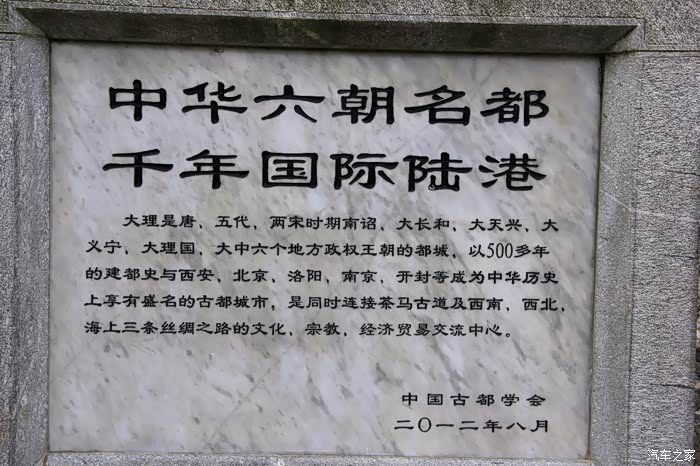 中华六朝名都
千年国际陆港
大理是唐、五代,两宋时期南诏、大长和、大天兴、大
义宁、大理国、大中六个地方政权王朝的都城,以500多年
的建都史与西安、北京、洛阳,南京、开封等成为中华历史
上享有盛名的古都城市,是同时连接茶马古道及西南、西北,
海上三条丝绸之路的文化、宗教、经济贸易交流中心。
中国古都学会
二〇一二年八月
汽车之家